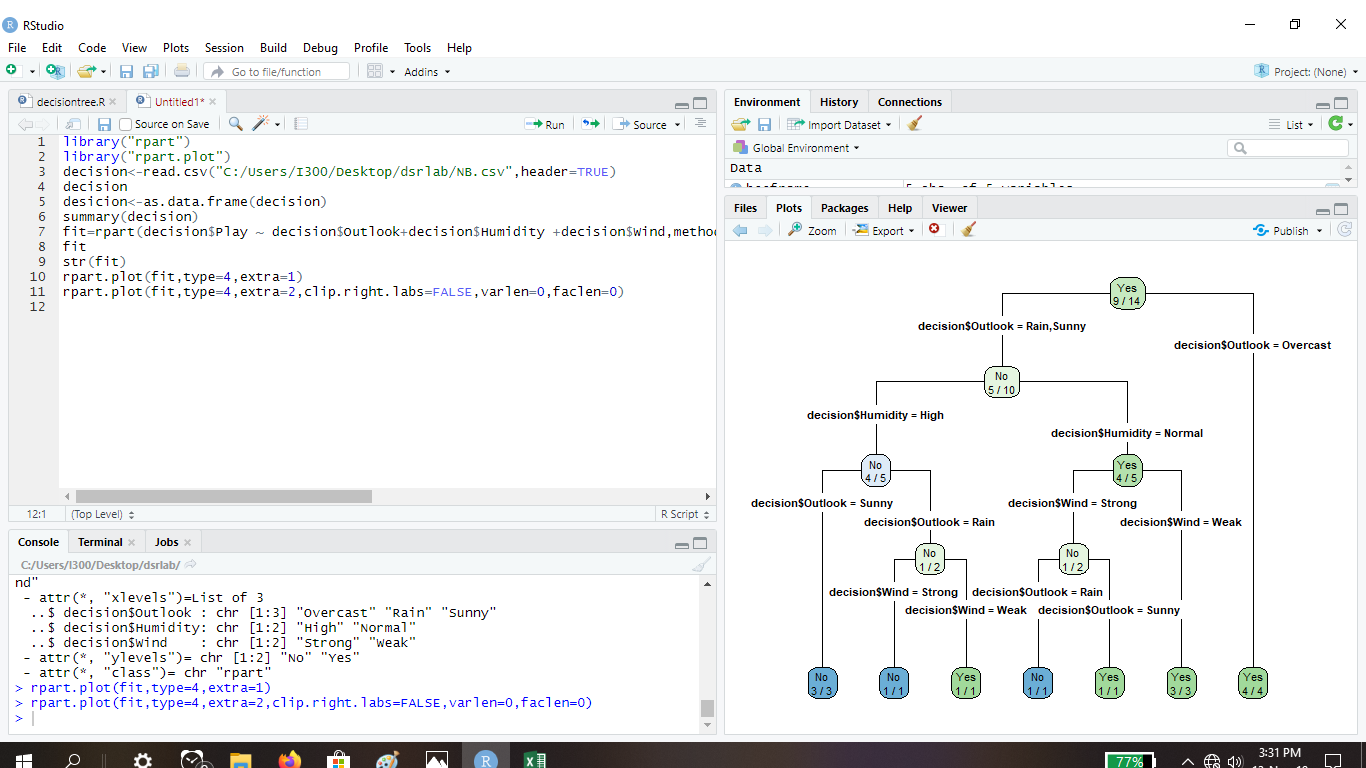 RStudio
File Edit Code View Plots Session Build Debug Profile Tools Help
Go to file/function Addins Project: (None)
decisiontree.R Untitled1*
Source on Save Run Source
1 library("rpart")
2 library("rpart.plot")
3 decision<-read.csv("C:/Users/I300/Desktop/dsrlab/NB.csv",header=TRUE)
4 decision
5 desicion<-as.data.frame(decision)
6 summary(decision)
7 fit=rpart(decision$Play ~ decision$Outlook+decision$Humidity +decision$Wind,metho
8 fit
9 str(fit)
10 rpart.plot(fit,type=4,extra=1)
11 rpart.plot(fit,type=4,extra=2,clip.right.labs=FALSE,varlen=0,faclen=0)
12
12:1 (Top Level) R Script
Console Terminal Jobs
C:/Users/I300/Desktop/dsrlab/
nd"
- attr(*, "xlevels")=List of 3
..$ decision$Outlook : chr [1:3] "Overcast" "Rain" "Sunny"
..$ decision$Humidity: chr [1:2] "High" "Normal"
..$ decision$Wind : chr [1:2] "Strong" "Weak"
- attr(*, "ylevels")= chr [1:2] "No" "Yes"
- attr(*, "class")= chr "rpart"
> rpart.plot(fit,type=4,extra=1)
> rpart.plot(fit,type=4,extra=2,clip.right.labs=FALSE,varlen=0,faclen=0)
>
Environment History Connections
Import Dataset List
Global Environment
Data
Files Plots Packages Help Viewer
Zoom Export Publish
Yes
9 / 14
decision$Outlook = Rain,Sunny
decision$Outlook = Overcast
No
5 / 10
decision$Humidity = High
decision$Humidity = Normal
No
4 / 5
Yes
4 / 5
decision$Outlook = Sunny
decision$Wind = Strong
decision$Outlook = Rain
decision$Wind = Weak
No
1 / 2
No
1 / 2
decision$Wind = Strong
decision$Outlook = Rain
decision$Wind = Weak
decision$Outlook = Sunny
No
3 / 3
No
1 / 1
Yes
1 / 1
No
1 / 1
Yes
1 / 1
Yes
3 / 3
Yes
4 / 4
77%
3:31 PM